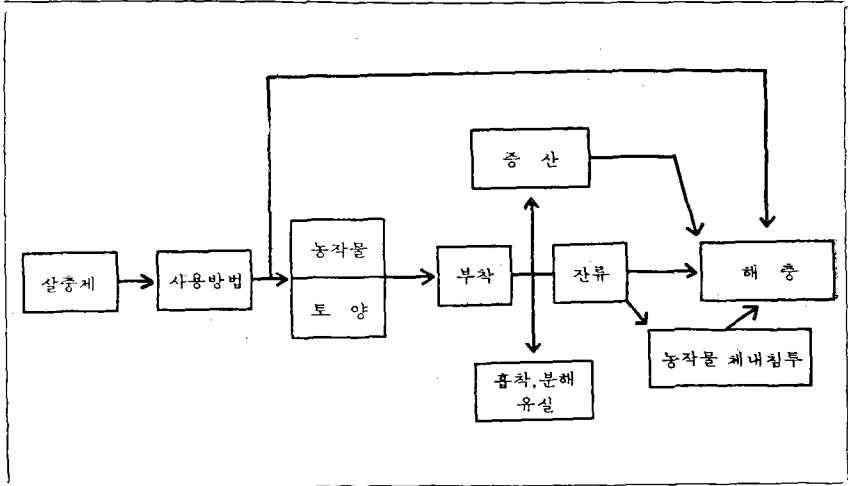 증 산
살충제
사용방법
농작물
토 양
부착
잔류
해 충
농작물 체내침투
흡착,분해
유실